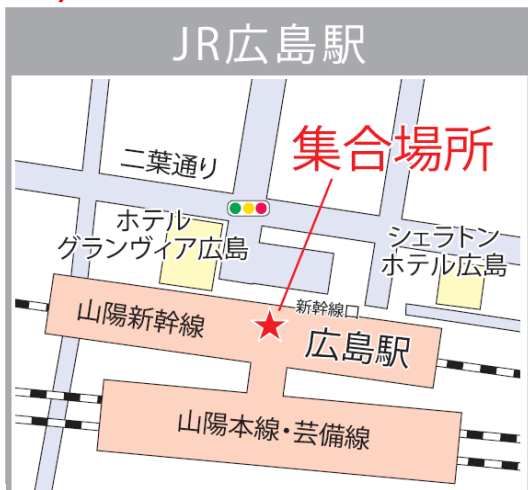 JR広島駅
集合場所
二葉通り
ホテル
グランヴィア広島
シェラトン
ホテル広島
新幹線口
山陽新幹線
広島駅
山陽本線・芸備線